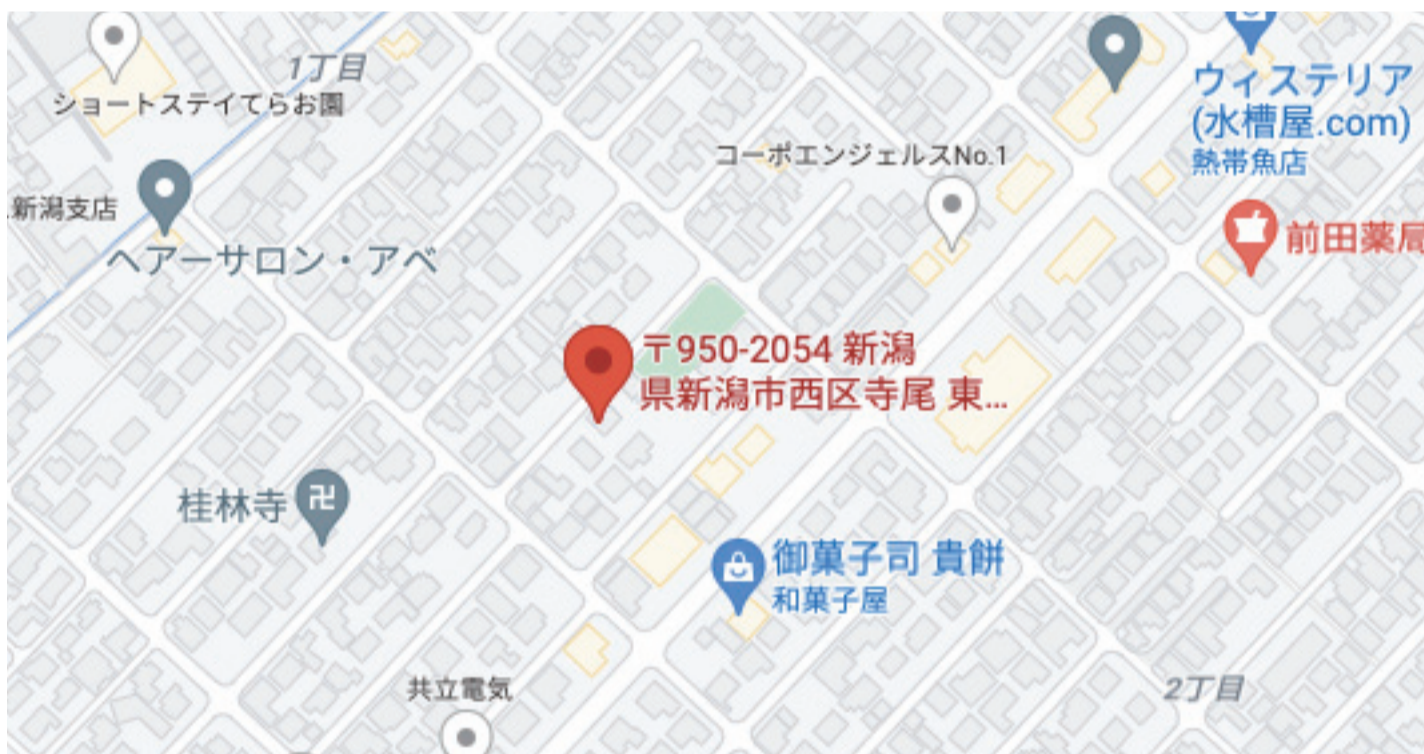 1丁目
ショートステイてらお園
ウィステリア
(水槽屋.com)
熱帯魚店
コーポエンジェルスNo.1
新潟支店
前田薬局
ヘアーサロン・アベ
〒950-2054 新潟
県新潟市西区寺尾 東...
桂林寺
卍
御菓子司 貴餅
和菓子屋
共立電気
2丁目